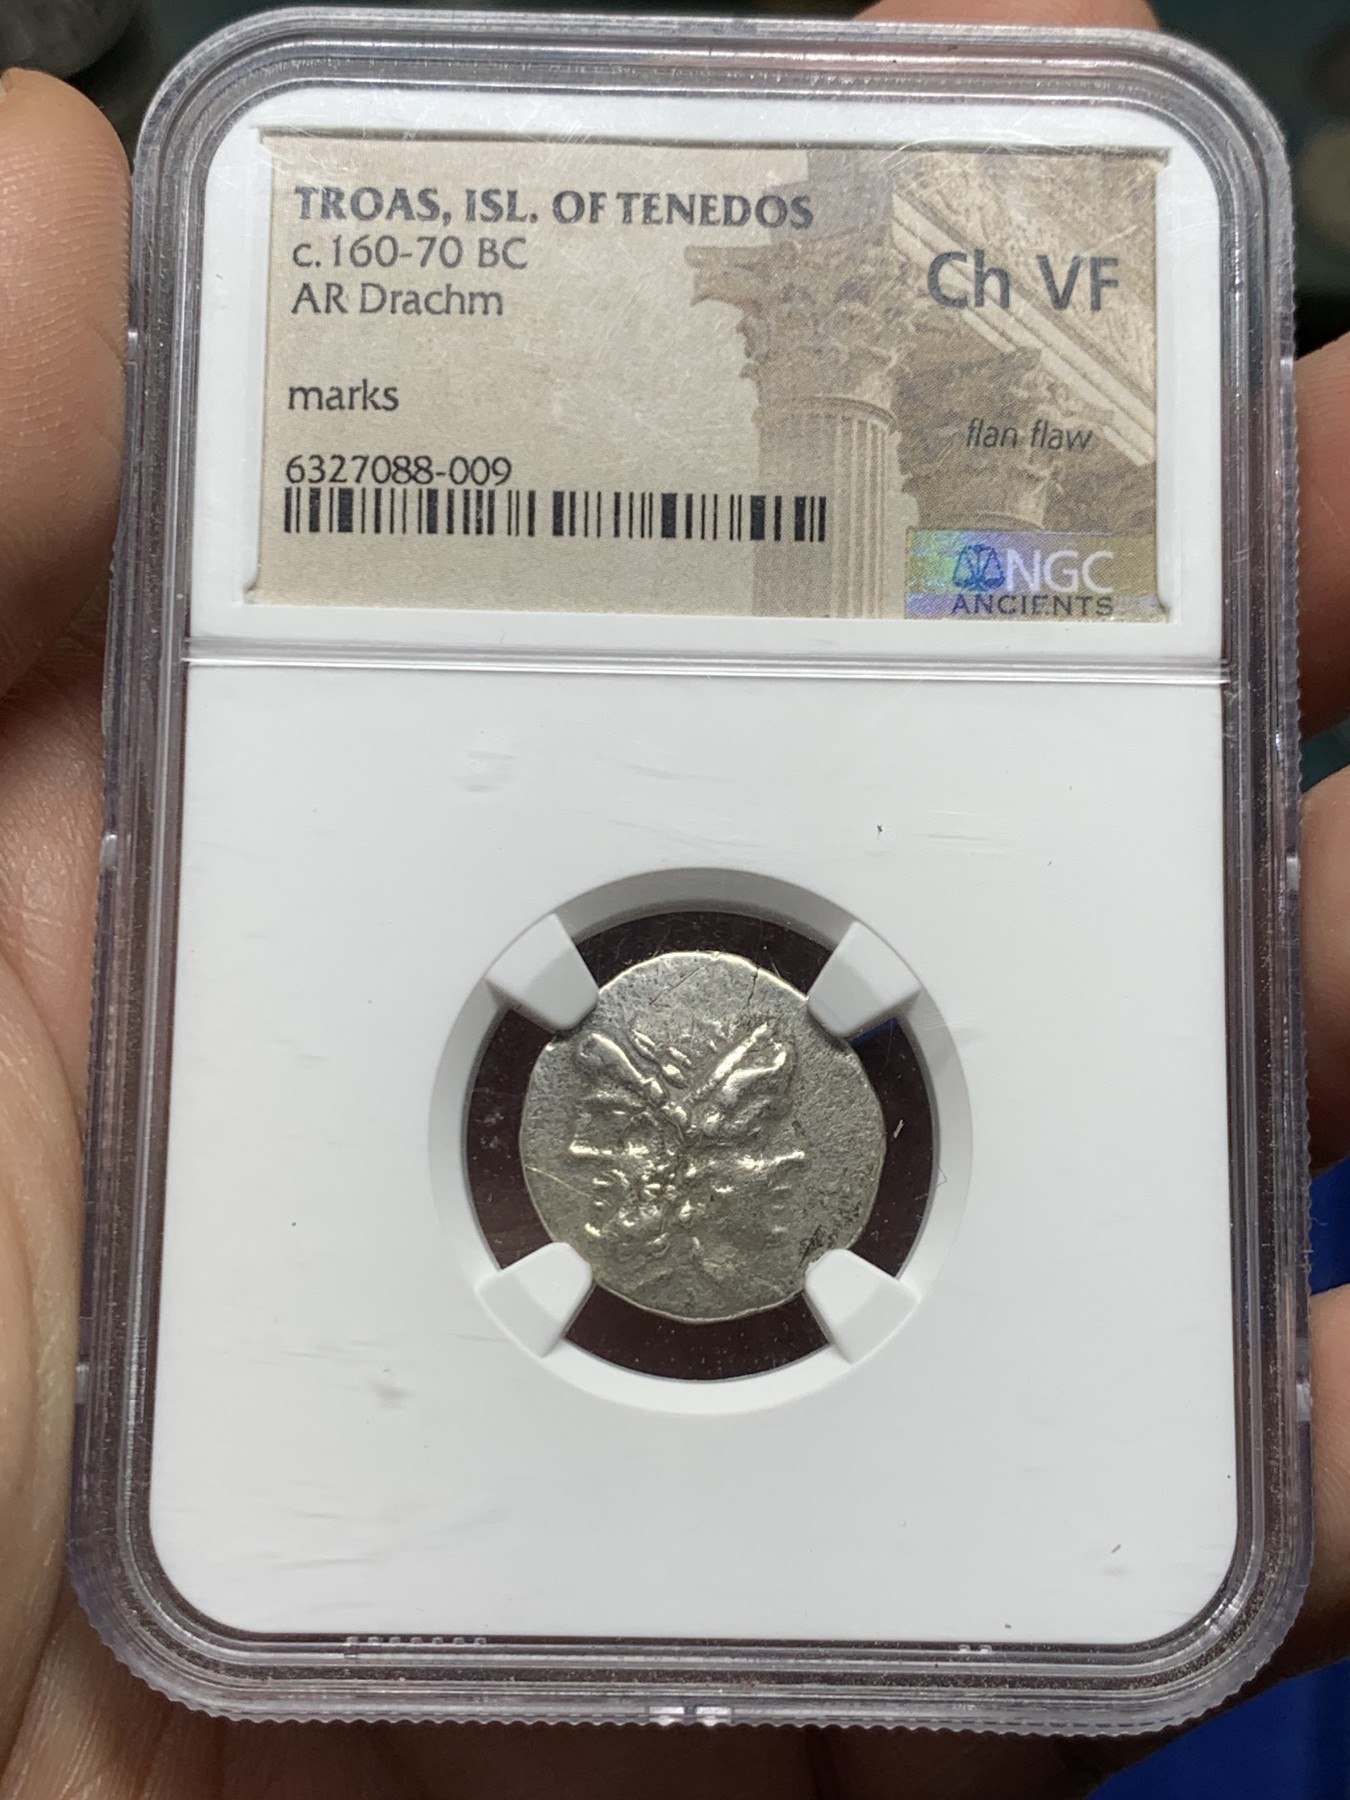 TROAS, ISL. OF TENEDOS
c.160-70 BC
AR Drachm
Ch VF
marks
flan flaw
6327088-009
NGC
ANCIENTS